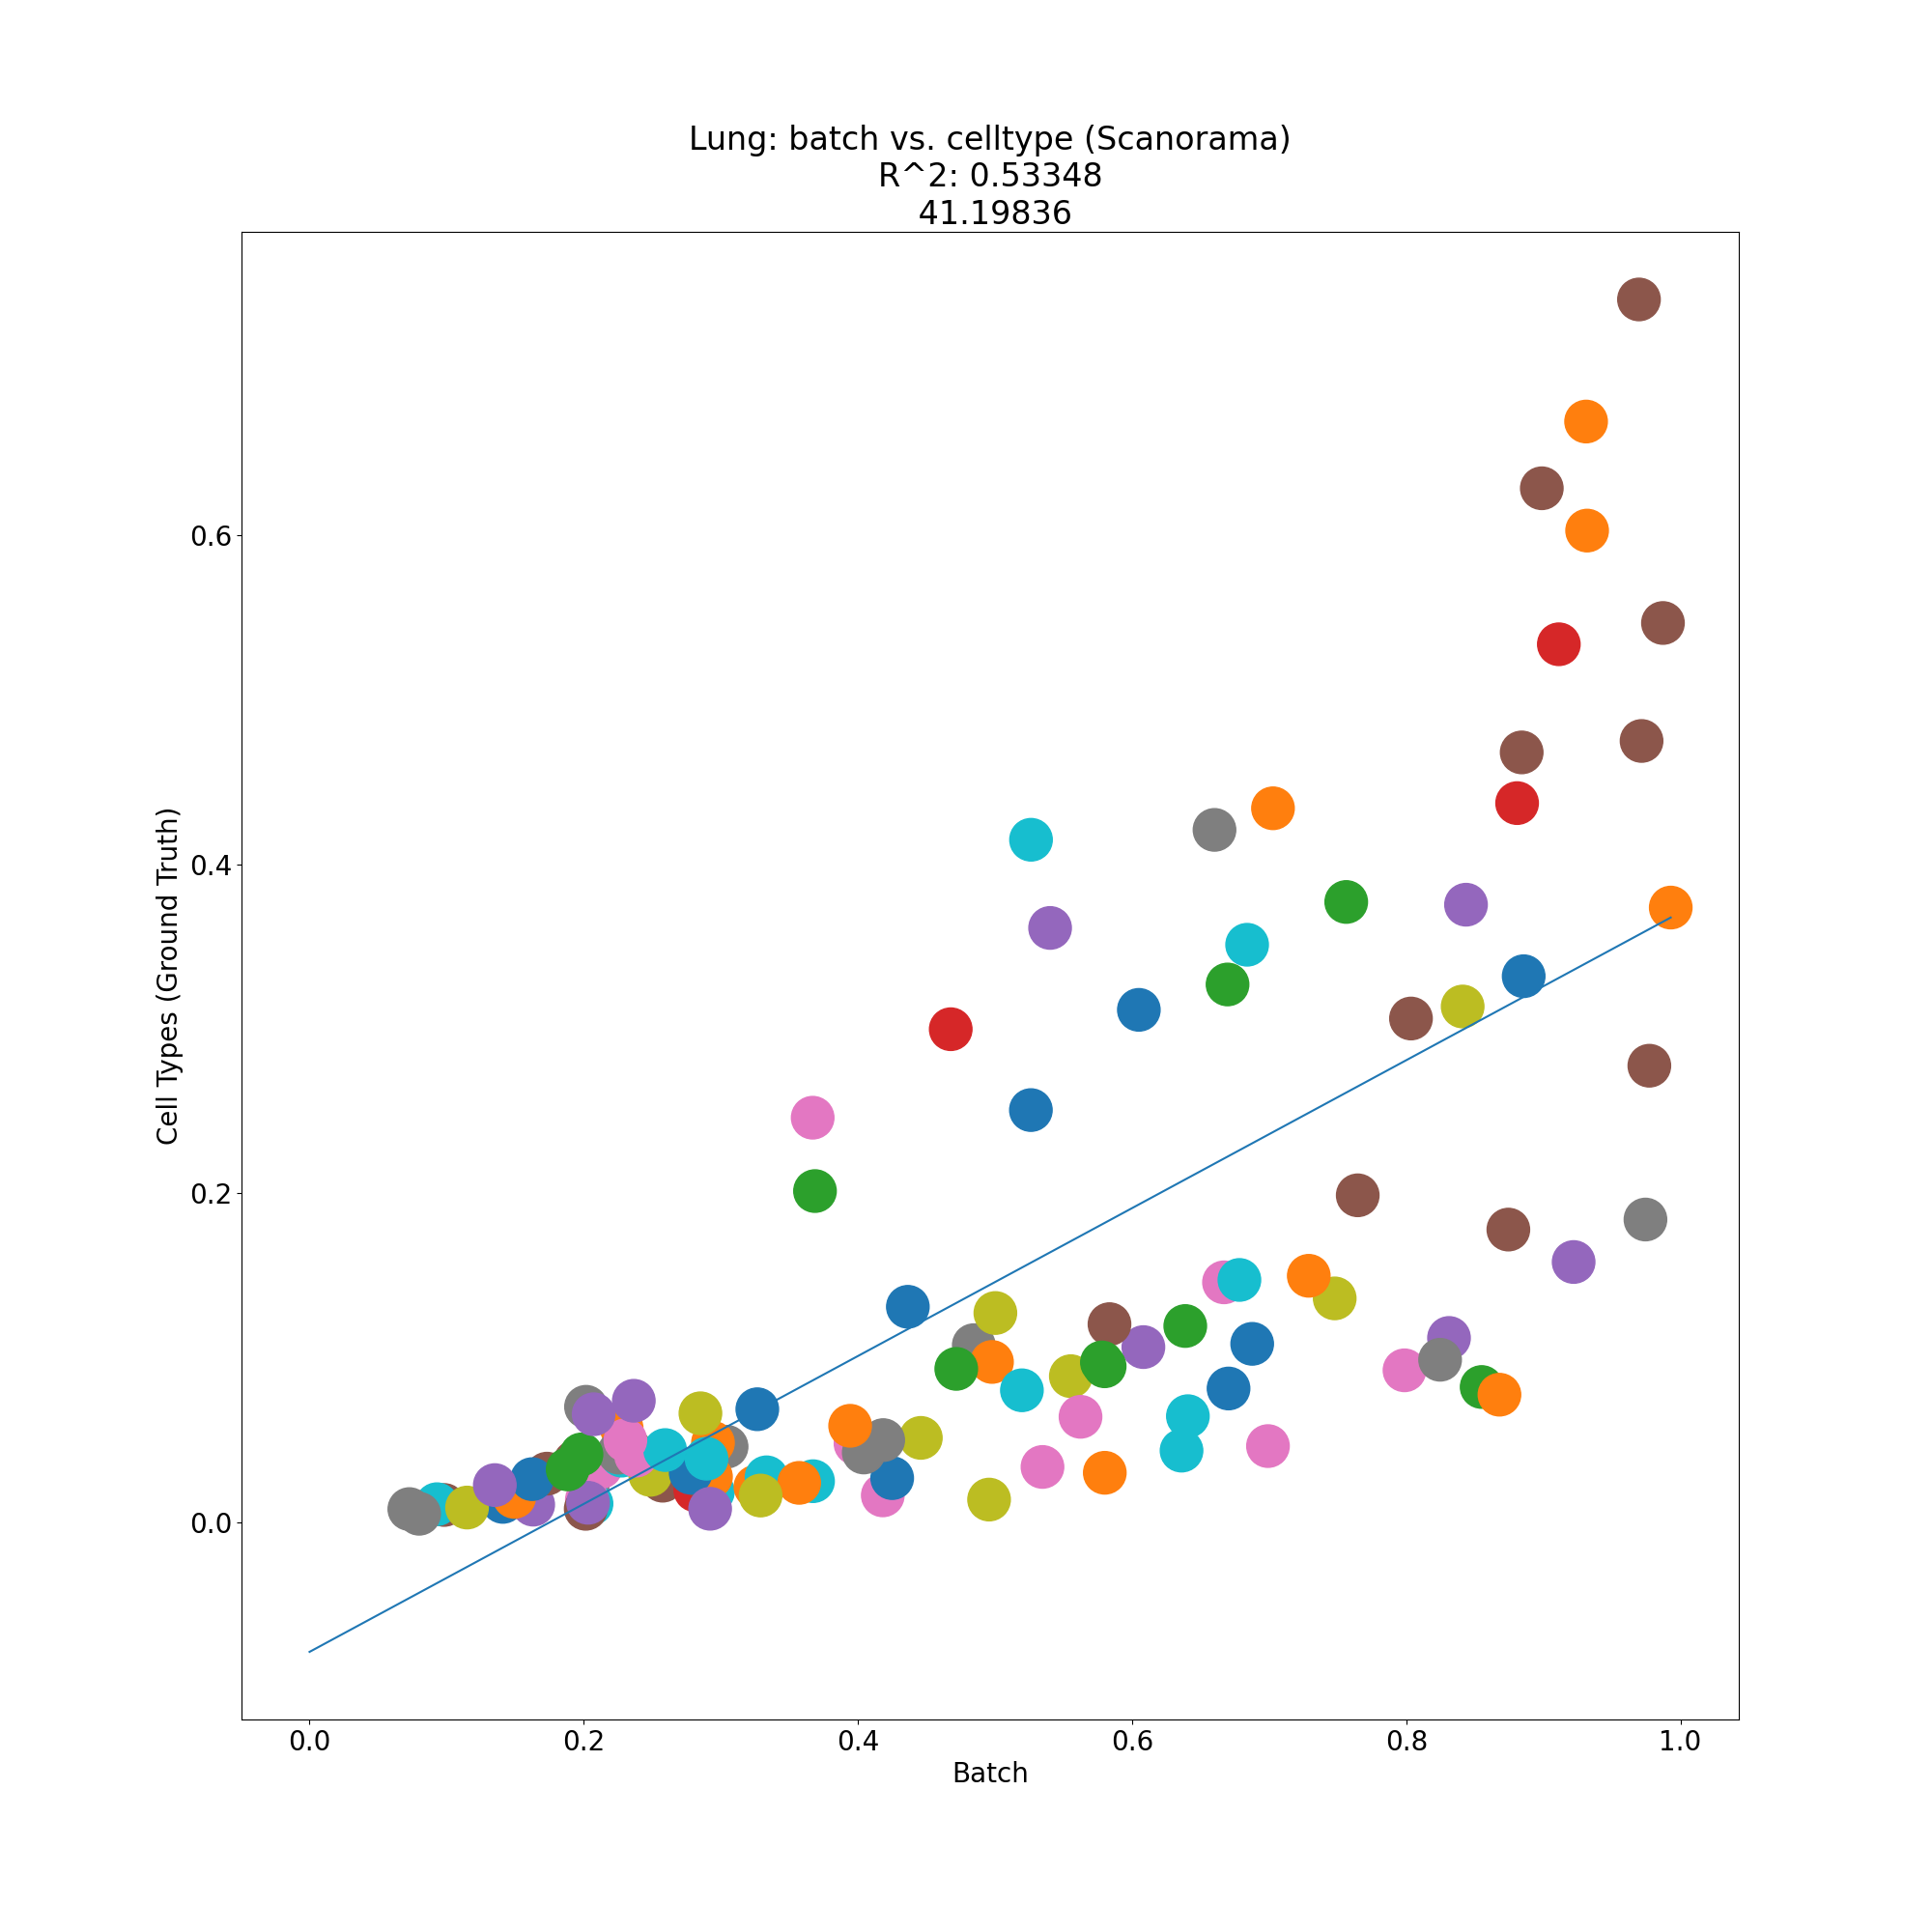 Lung: batch vs. celltype (Scanorama)
R^2: 0.53348
41.19836
Cell Types (Ground Truth)
0.6
0.4
0.2
0.0
0.0 0.2 0.4 0.6 0.8 1.0
Batch